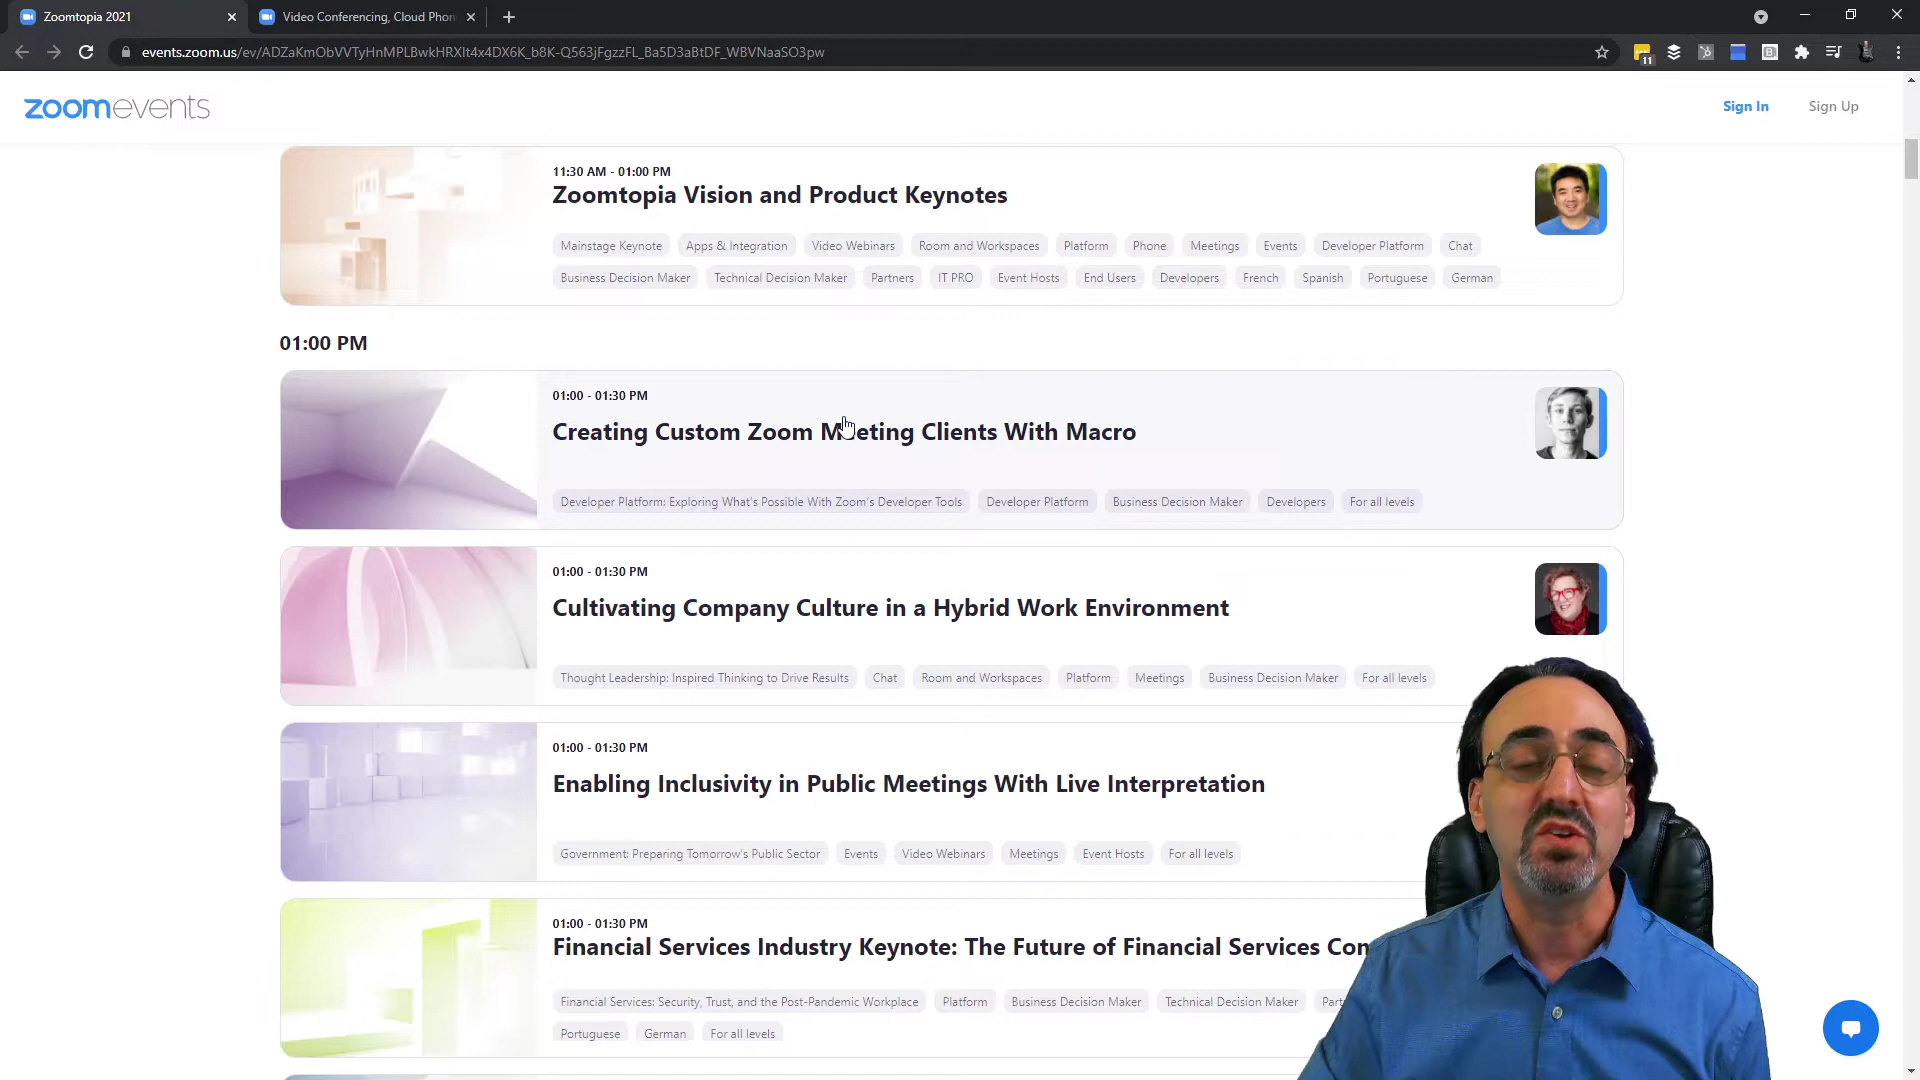 Zoomtopia 2021
Video Conferencing, Cloud Phon
events.zoom.us/ev/ADZaKmObVVTyHnMPLBwkHRXIt4x4DX6K_b8K-Q563jFgzzFL_Ba5D3aBtDF_WBVNaaSO3pw
11
zoomevents
Sign In
Sign Up
11:30 AM - 01:00 PM
Zoomtopia Vision and Product Keynotes
Mainstage Keynote Apps & Integration Video Webinars Room and Workspaces Platform Phone Meetings Events Developer Platform Chat
Business Decision Maker Technical Decision Maker Partners IT PRO Event Hosts End Users Developers French Spanish Portuguese German
01:00 PM
01:00 - 01:30 PM
Creating Custom Zoom Meeting Clients With Macro
Developer Platform: Exploring What's Possible With Zoom's Developer Tools Developer Platform Business Decision Maker Developers For all levels
01:00 - 01:30 PM
Cultivating Company Culture in a Hybrid Work Environment
Thought Leadership: Inspired Thinking to Drive Results Chat Room and Workspaces Platform Meetings Business Decision Maker For all levels
01:00 - 01:30 PM
Enabling Inclusivity in Public Meetings With Live Interpretation
Government: Preparing Tomorrow's Public Sector Events Video Webinars Meetings Event Hosts For all levels
01:00 - 01:30 PM
Financial Services Industry Keynote: The Future of Financial Services Con
Financial Services: Security, Trust, and the Post-Pandemic Workplace Platform Business Decision Maker Technical Decision Maker Part
Portuguese German For all levels